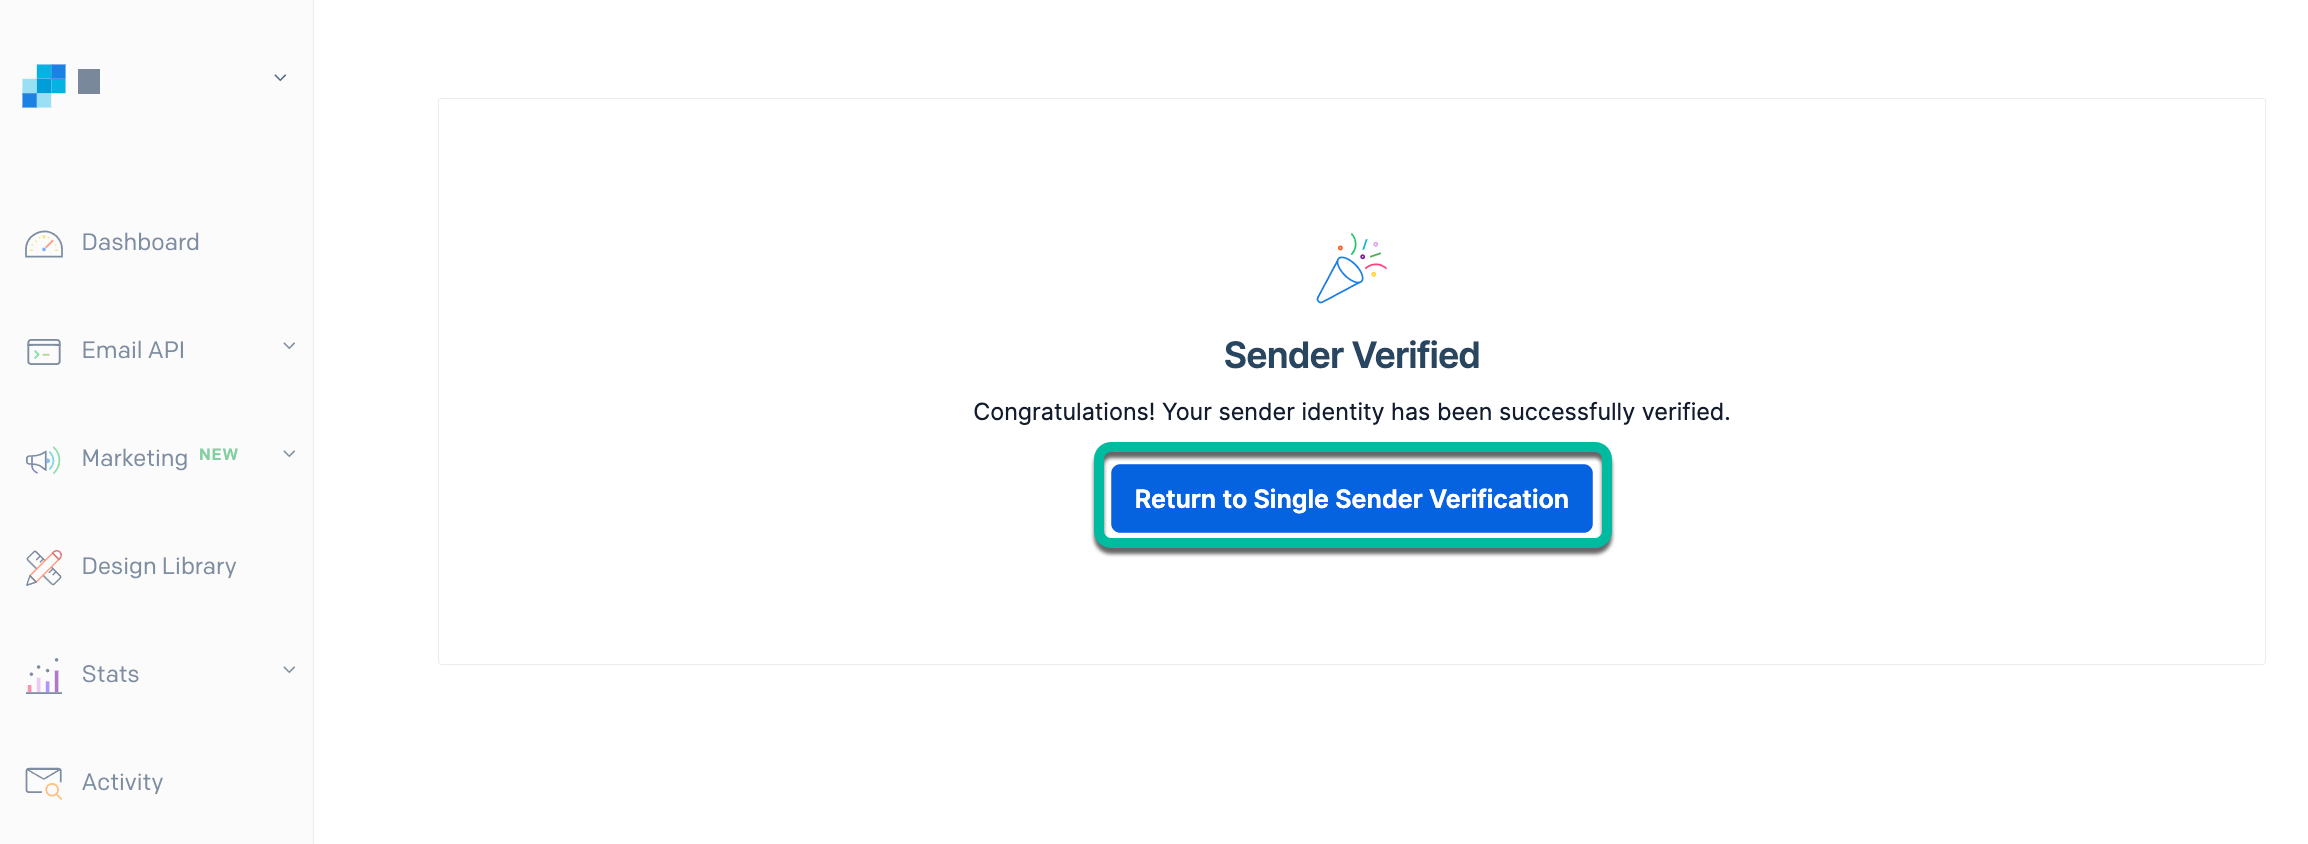 Dashboard
Email API
Marketing NEW
Design Library
Stats
Activity
Sender Verified
Congratulations! Your sender identity has been successfully verified.
Return to Single Sender Verification